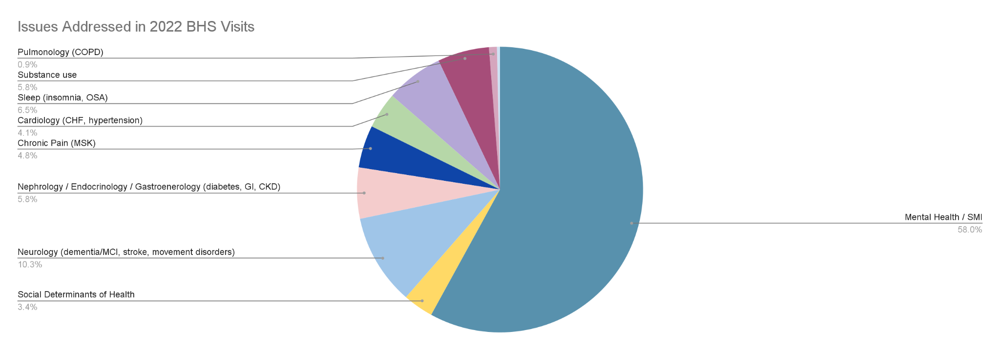 Issues Addressed in 2022 BHS Visits
Pulmonology (COPD)
0.9%
Substance use
5.8%
Sleep (insomnia, OSA)
6.5%
Cardiology (CHF, hypertension)
4.1%
Chronic Pain (MSK)
4.8%
Nephrology / Endocrinology / Gastroenerology (diabetes, GI, CKD)
5.8%
Neurology (dementia/MCI, stroke, movement disorders)
10.3%
Social Determinants of Health
3.4%
Mental Health / SMI
58.0%